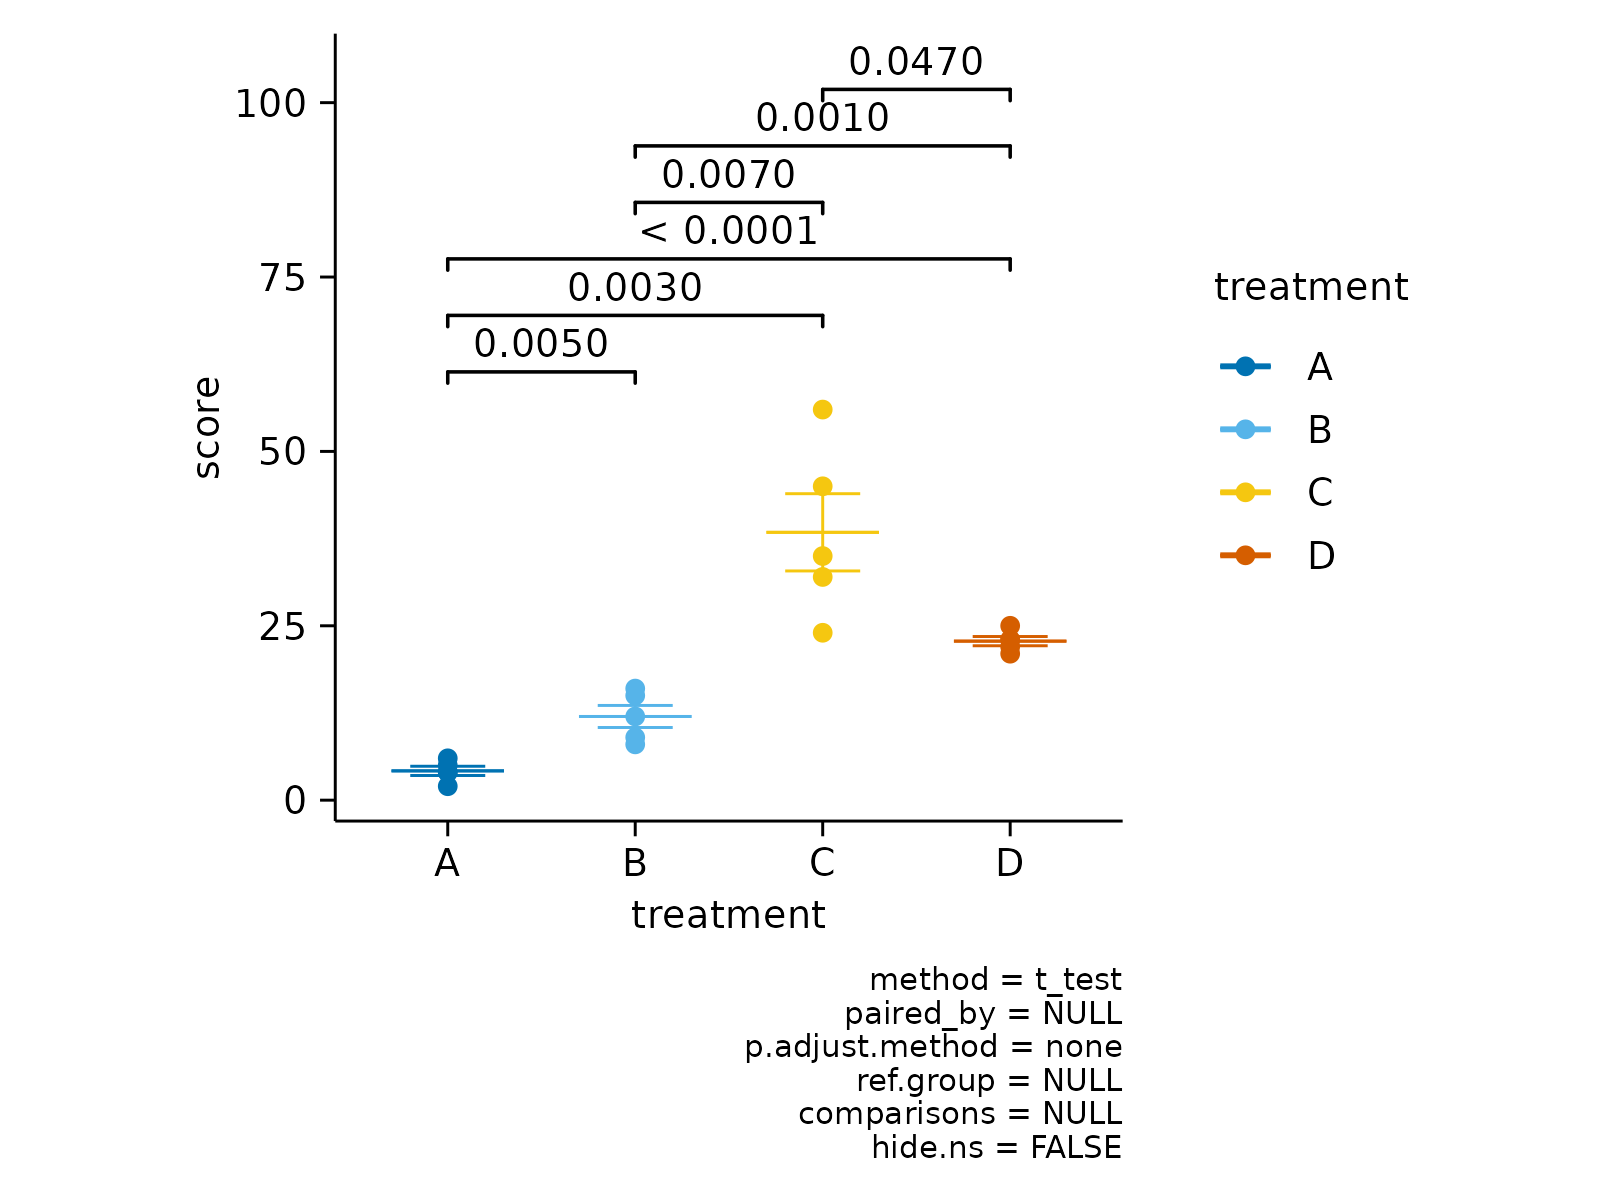 0.0470
100
0.0010
0.0070
< 0.0001
75
0.0030
0.0050
score
50
25
0
A
B
C
D
treatment
treatment
A
B
C
D
method = t_test
paired_by = NULL
p.adjust.method = none
ref.group = NULL
comparisons = NULL
hide.ns = FALSE